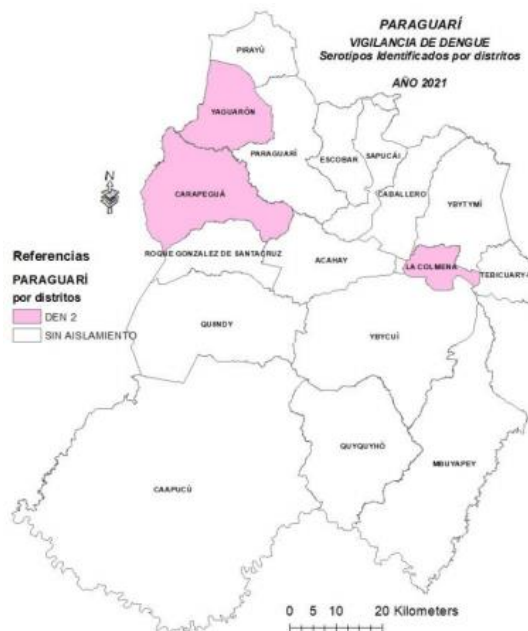 PARAGUARÍ
VIGILANCIA DE DENGUE
Serotipos Identificados por distritos
AÑO 2021
PIRAYÚ
YAGUARÓN
PARAGUARÍ
ESCOBAR
SAPUCÁI
CABALLERO
YBYTYMÍ
N
CARAPEGUÁ
ROQUE GONZALEZ DE SANTACRUZ
ACAHAY
LA COLMENA
TEBICUARY-
Referencias
PARAGUARÍ
por distritos
DEN 2
SIN AISLAMIENTO
QUIINDY
YBYCUÍ
CAAPUCÚ
QUYQUYHÓ
MBUYAPEY
0 5 10 20 Kilometers